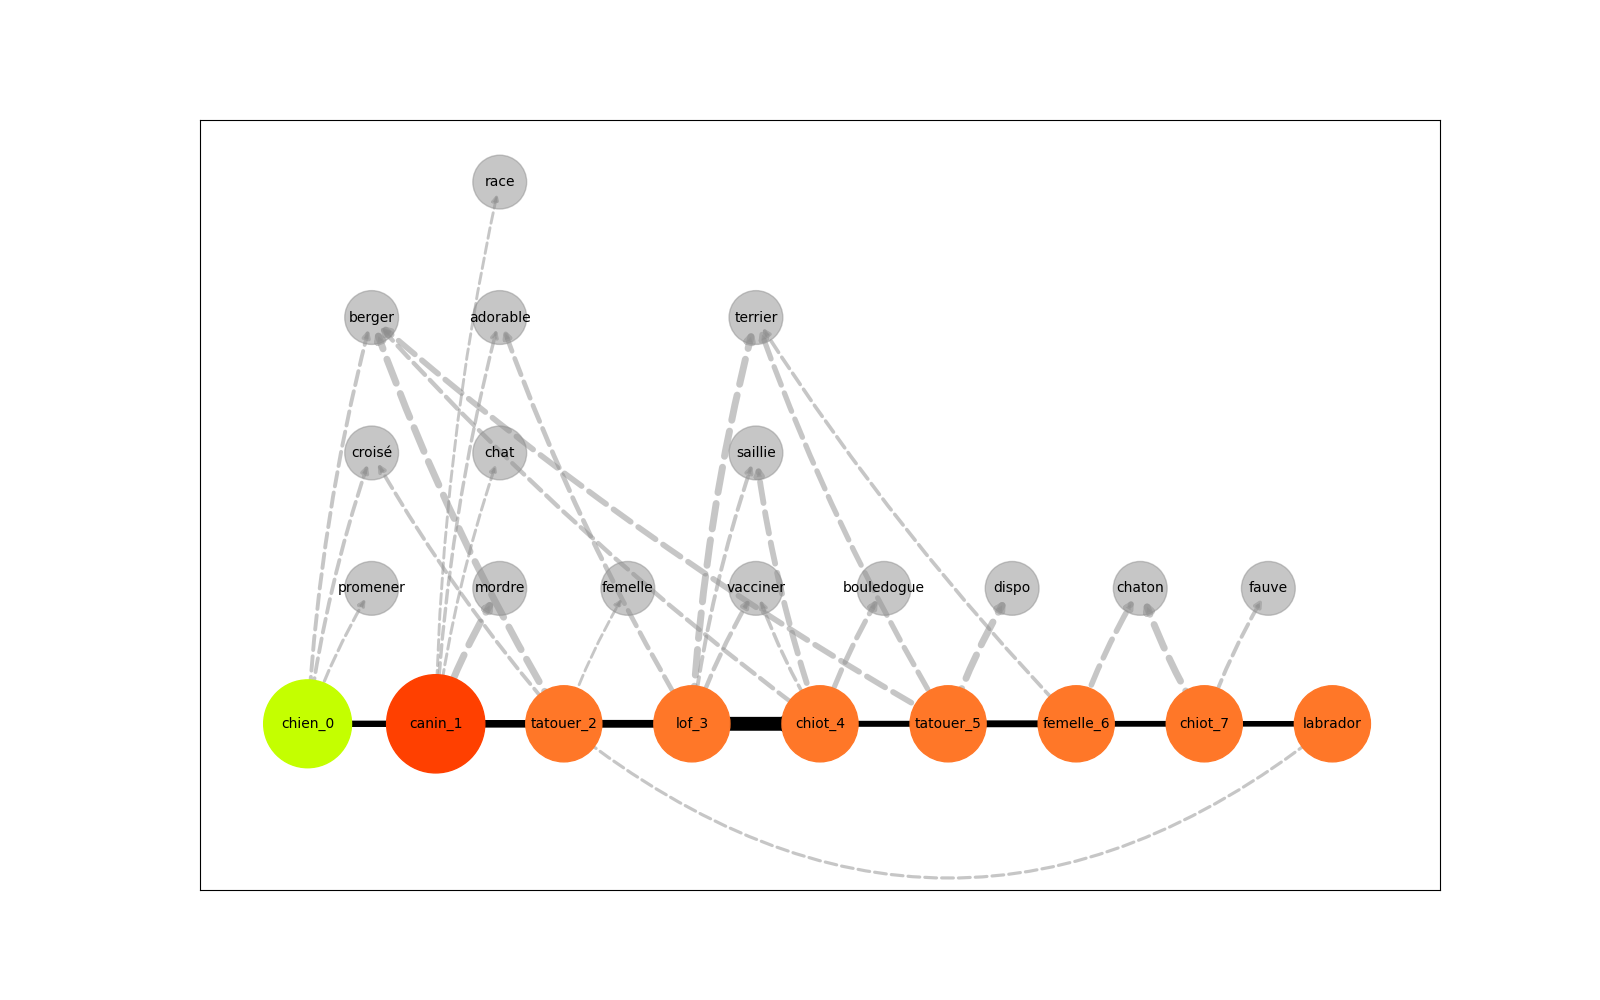 race
berger
adorable
terrier
croisé
chat
saillie
promener
mordre
femelle
vacciner
bouledogue
dispo
chaton
fauve
chien_0
canin_1
tatouer_2
lof_3
chiot_4
tatouer_5
femelle_6
chiot_7
labrador